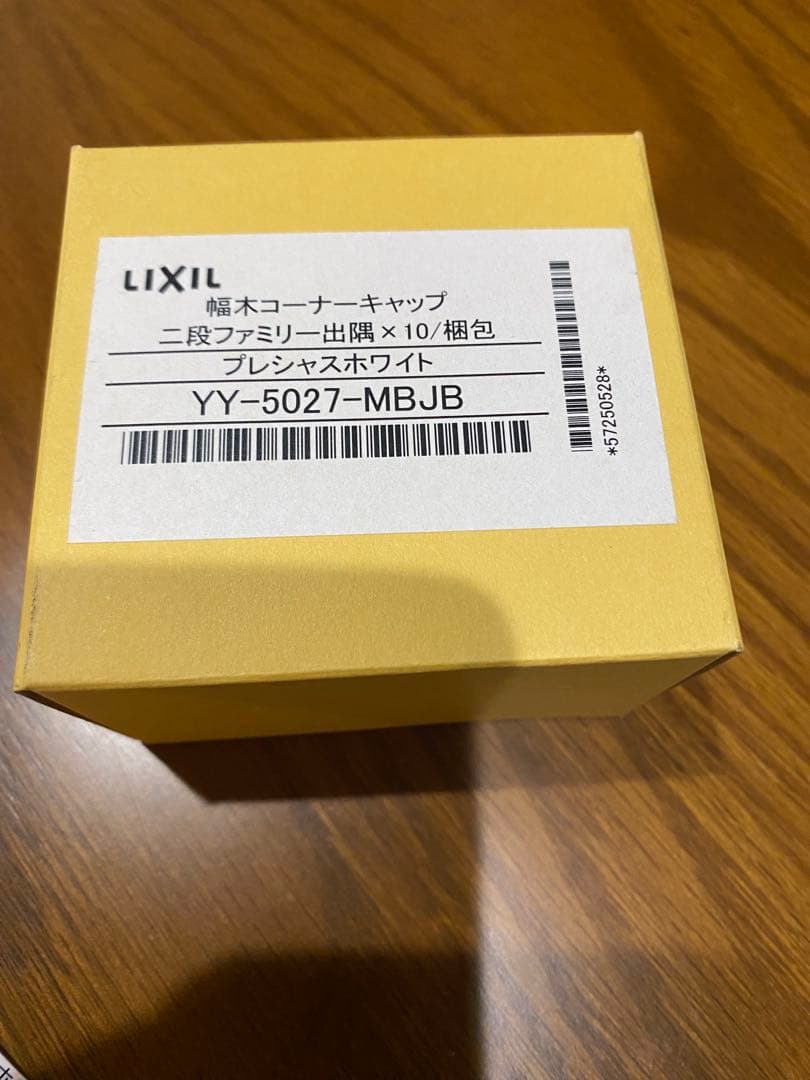 LIXIL
幅木コーナーキャップ
二段ファミリー出隅×10/梱包
プレシャスホワイト
YY-5027-MBJB
*57250528*